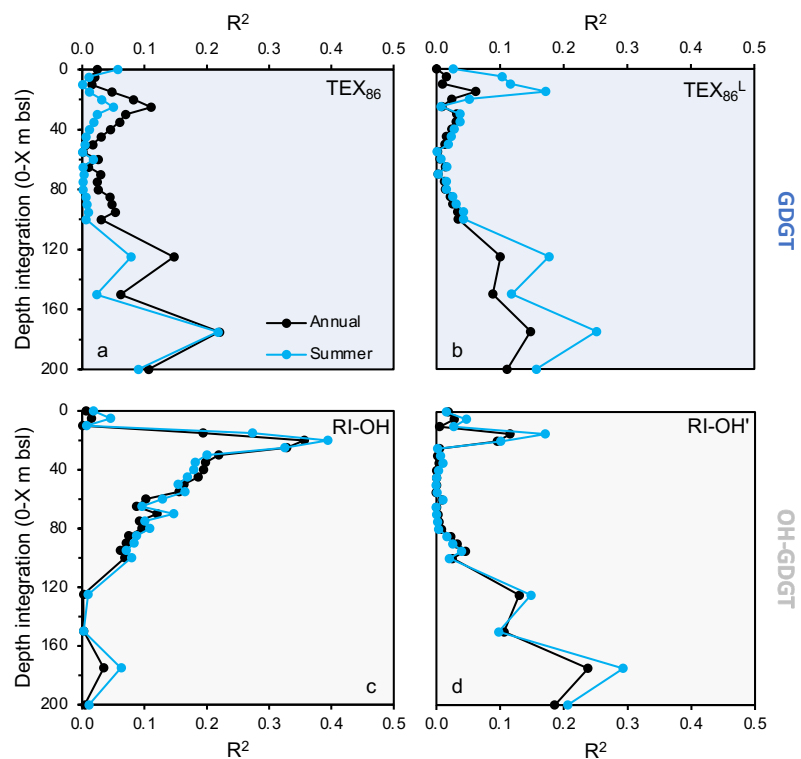 R²
R²
0.0 0.1 0.2 0.3 0.4 0.5
0.0 0.1 0.2 0.3 0.4 0.5
Depth integration (0-X m bsl)
0
40
80
120
160
200
TEX₈₆
Annual
Summer
a
TEX₈₆ᴸ
b
GDGT
Depth integration (0-X m bsl)
0
40
80
120
160
200
RI-OH
c
RI-OH'
d
OH-GDGT
0.0 0.1 0.2 0.3 0.4 0.5
0.0 0.1 0.2 0.3 0.4 0.5
R²
R²